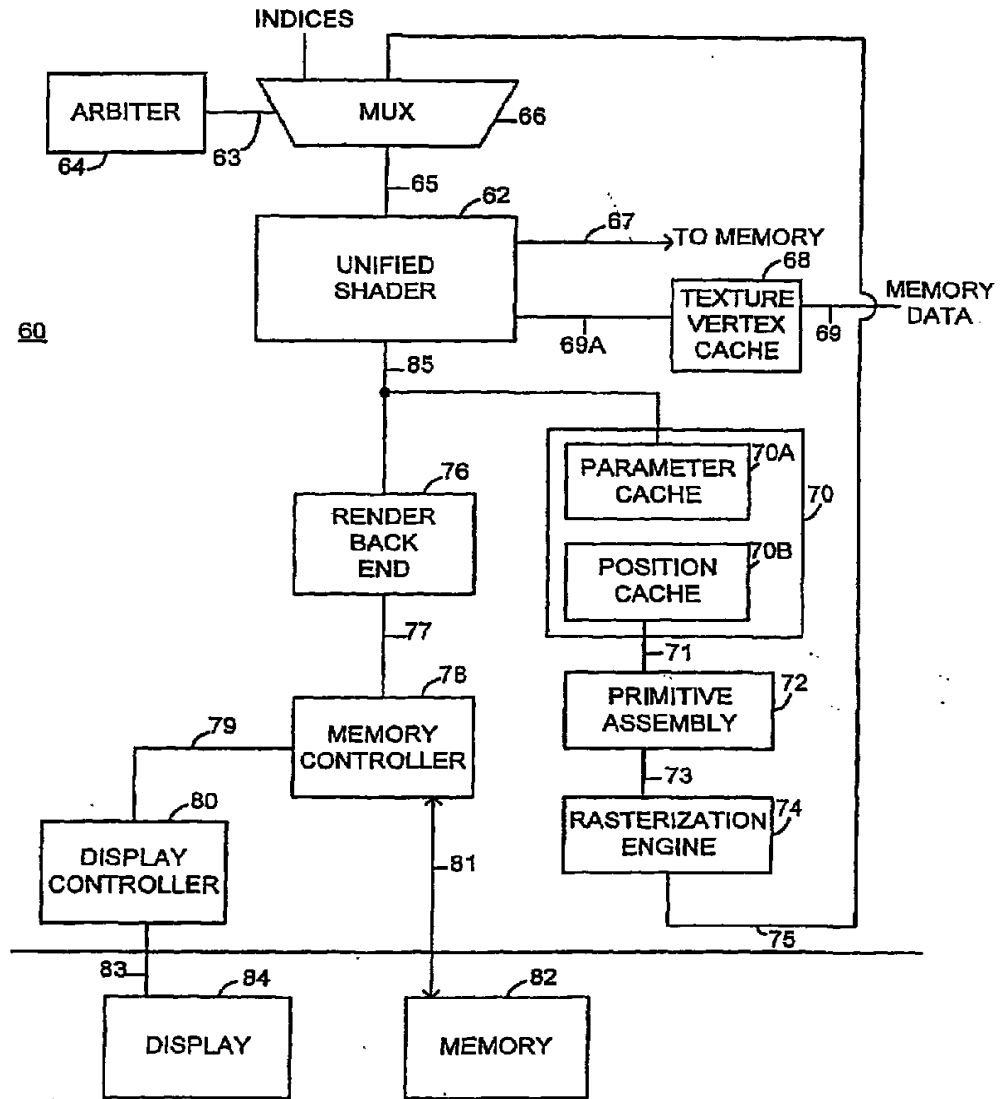 INDICES
ARBITER
MUX
66
64
63
65
62
67
UNIFIED
SHADER
TO MEMORY
68
TEXTURE
VERTEX
CACHE
MEMORY
DATA
69
69A
60
85
76
RENDER
BACK
END
70A
PARAMETER
CACHE
70
70B
POSITION
CACHE
77
71
78
MEMORY
CONTROLLER
72
PRIMITIVE
ASSEMBLY
79
73
80
DISPLAY
CONTROLLER
81
74
RASTERIZATION
ENGINE
75
83
84
DISPLAY
82
MEMORY